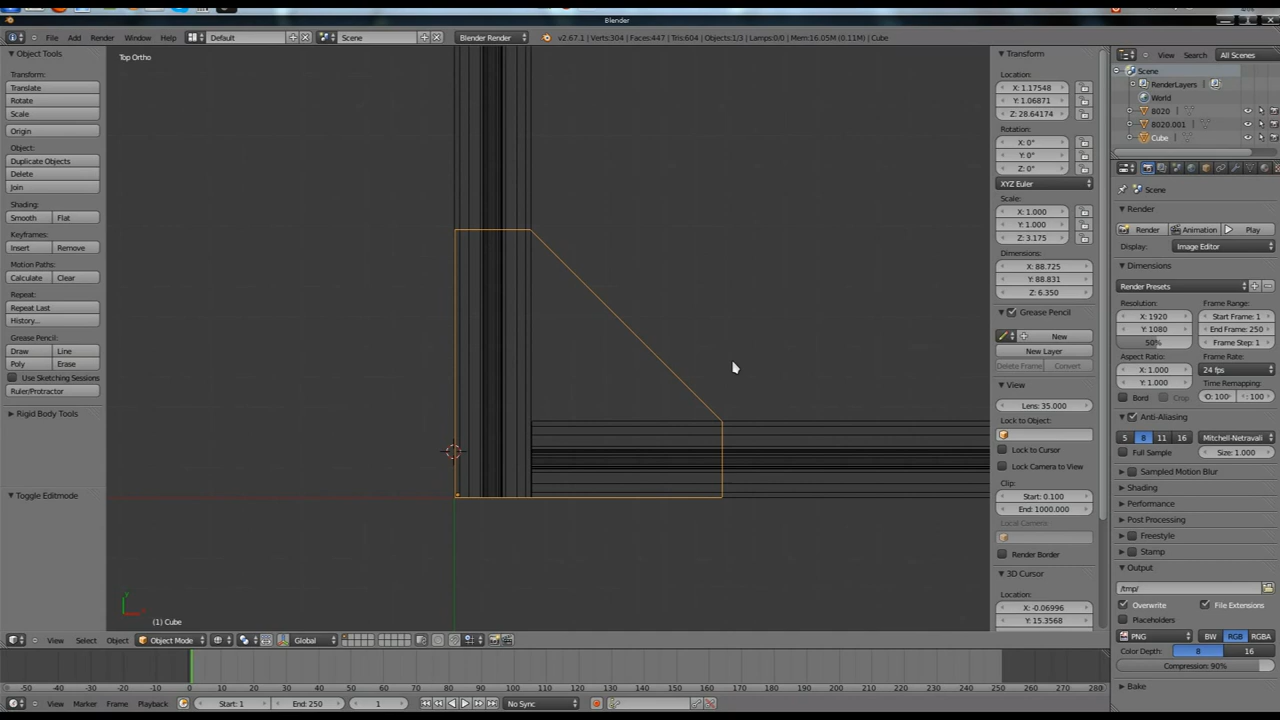 Blender
File Add Render Window Help Default Scene Blender Render v2.67.1 | Verts:304 | Faces:447 | Tris:604 | Objects:1/3 | Lamps:0/0 | Mem:16.05M (0.11M) | Cube
Object Tools
Transform:
Translate
Rotate
Scale
Origin
Object:
Duplicate Objects
Delete
Join
Shading:
Smooth Flat
Keyframes:
Insert Remove
Motion Paths:
Calculate Clear
Repeat:
Repeat Last
History...
Grease Pencil:
Draw Line
Poly Erase
Use Sketching Sessions
Ruler/Protractor
Rigid Body Tools
Toggle Editmode
Top Ortho
(1) Cube
View Select Object Object Mode Global
Transform
Location:
X: 1.17548
Y: 1.06871
Z: 28.64174
Rotation:
X: 0°
Y: 0°
Z: 0°
XYZ Euler
Scale:
X: 1.000
Y: 1.000
Z: 3.175
Dimensions:
X: 88.725
Y: 88.831
Z: 6.350
Grease Pencil
New
New Layer
Delete Frame Convert
View
Lens: 35.000
Lock to Object:
Lock to Cursor
Lock Camera to View
Clip:
Start: 0.100
End: 1000.000
Local Camera:
Render Border
3D Cursor
Location:
X: -0.06996
Y: 15.3568
View Search All Scenes
Scene
RenderLayers
World
8020
8020.001
Cube
Scene
Render
Render Animation Play
Display: Image Editor
Dimensions
Render Presets
Resolution: Frame Range:
X: 1920 Start Frame: 1
Y: 1080 End Frame: 250
50% Frame Step: 1
Aspect Ratio: Frame Rate:
X: 1.000 24 fps
Y: 1.000 Time Remapping:
Bord Crop O: 100 : 100
Anti-Aliasing
5 8 11 16 Mitchell-Netravali
Full Sample Size: 1.000
Sampled Motion Blur
Shading
Performance
Post Processing
Freestyle
Stamp
Output
/tmp/
Overwrite File Extensions
Placeholders
PNG BW RGB RGBA
Color Depth: 8 16
Compression: 90%
Bake
-50 -40 -30 -20 -10 0 10 20 30 40 50 60 70 80 90 100 110 120 130 140 150 160 170 180 190 200 210 220 230 240 250 260 270 280
View Marker Frame Playback Start: 1 End: 250 1 No Sync